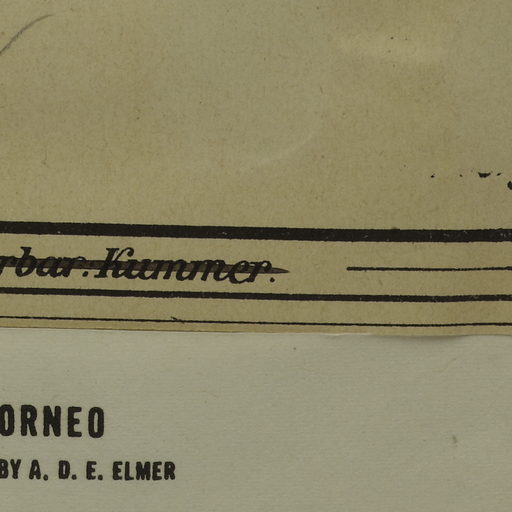 rbar. Kummer.
ORNEO
BY A. D. E. ELMER